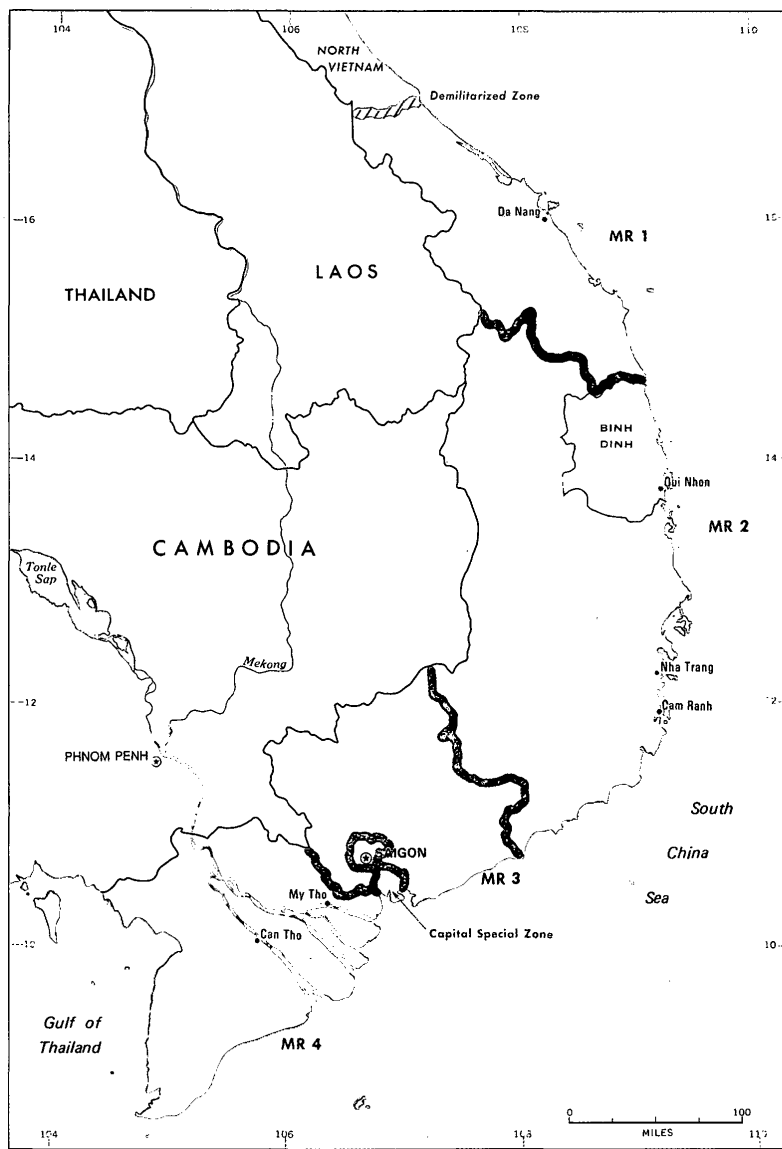 104
106
108
110
NORTH
VIETNAM
Demilitarized Zone
16
Da Nang
MR 1
LAOS
THAILAND
BINH
DINH
14
14
Qui Nhon
MR 2
CAMBODIA
Tonle
Sap
Mekong
Nha Trang
12
Cam Ranh
PHNOM PENH
South
China
Sea
SAIGON
MR 3
My Tho
Capital Special Zone
Can Tho
10
10
Gulf of
Thailand
MR 4
0
100
MILES
104
106
108